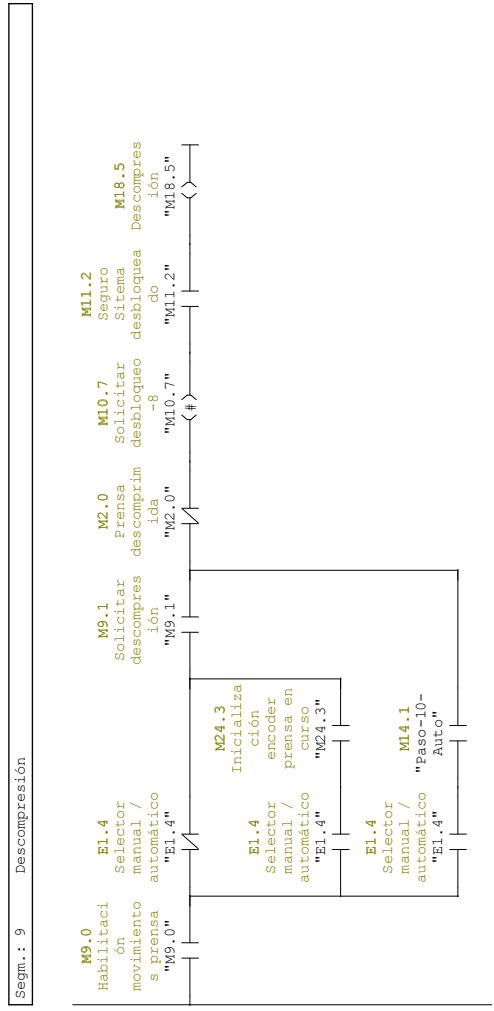 Segm.: 9 Descompresión
M9.0
Habilitaci
ón
movimiento
s prensa
"M9.0"
E1.4
Selector
manual /
automático
"E1.4"
M9.1
Solicitar
descompres
ión
"M9.1"
M2.0
Prensa
descomprim
ida
"M2.0"
M10.7
Solicitar
desbloqueo
-8
"M10.7"
#
M11.2
Seguro
Sitema
desbloquea
do
"M11.2"
M18.5
Descompres
ión
"M18.5"
E1.4
Selector
manual /
automático
"E1.4"
M24.3
Inicializa
ción
encoder
prensa en
curso
"M24.3"
E1.4
Selector
manual /
automático
"E1.4"
M14.1
"Paso-10-
Auto"